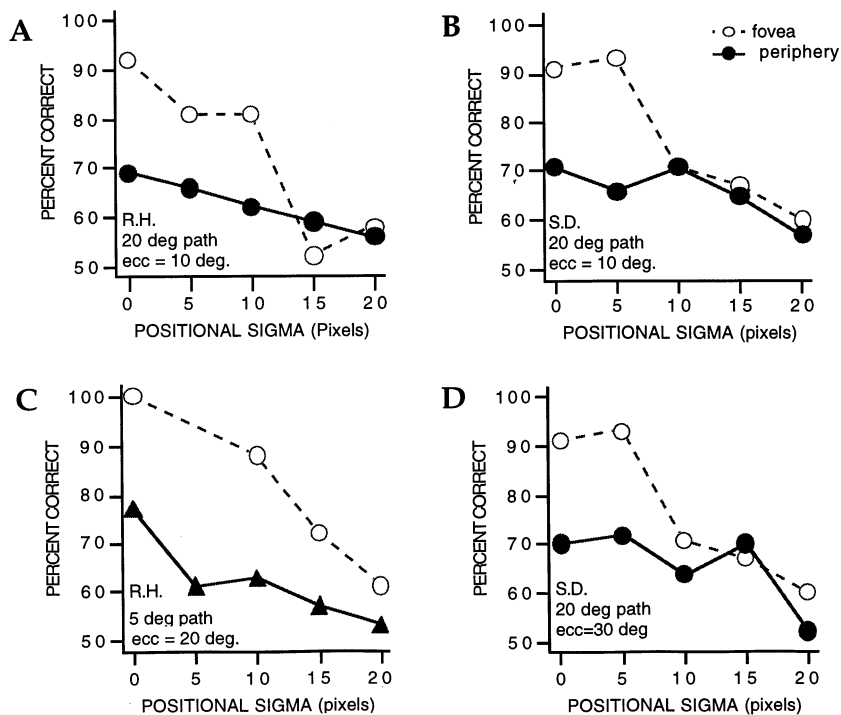 A
100
90
80
70
60
50
PERCENT CORRECT
R.H.
20 deg path
ecc = 10 deg.
0 5 10 15 20
POSITIONAL SIGMA (Pixels)
B
100
90
80
70
60
50
PERCENT CORRECT
fovea
periphery
S.D.
20 deg path
ecc = 10 deg.
0 5 10 15 20
POSITIONAL SIGMA (pixels)
C
100
90
80
70
60
50
PERCENT CORRECT
R.H.
5 deg path
ecc = 20 deg.
0 5 10 15 20
POSITIONAL SIGMA (pixels)
D
100
90
80
70
60
50
PERCENT CORRECT
S.D.
20 deg path
ecc=30 deg
0 5 10 15 20
POSITIONAL SIGMA (pixels)